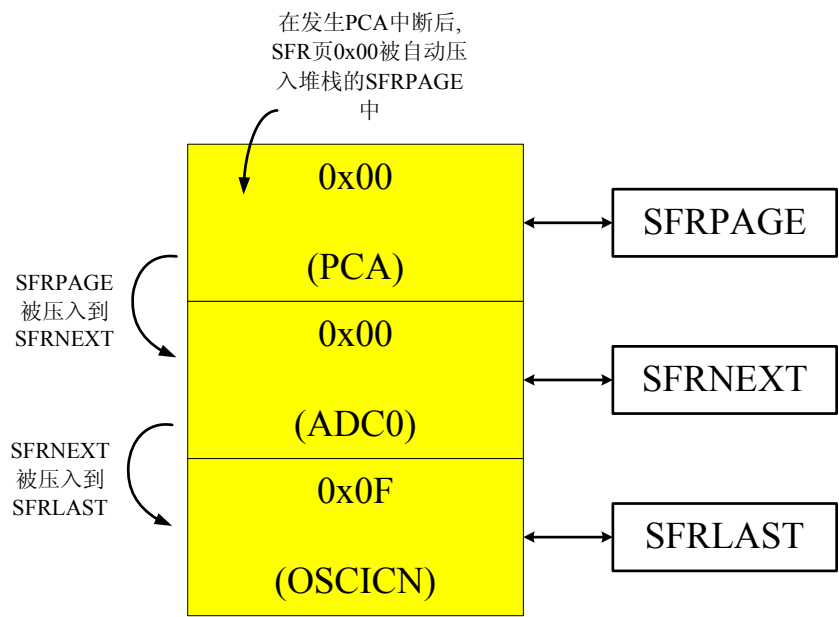 在发生PCA中断后,
SFR页0x00被自动压
入堆栈的SFRPAGE
中
0x00
(PCA)
SFRPAGE
SFRPAGE
被压入到
SFRNEXT
0x00
(ADC0)
SFRNEXT
SFRNEXT
被压入到
SFRLAST
0x0F
(OSCICN)
SFRLAST